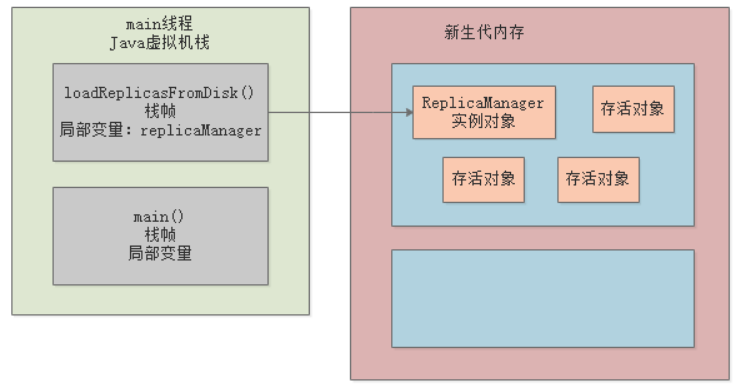 main线程
Java虚拟机栈
loadReplicasFromDisk()
栈帧
局部变量：replicaManager
main()
栈帧
局部变量
新生代内存
ReplicaManager
实例对象
存活对象
存活对象
存活对象